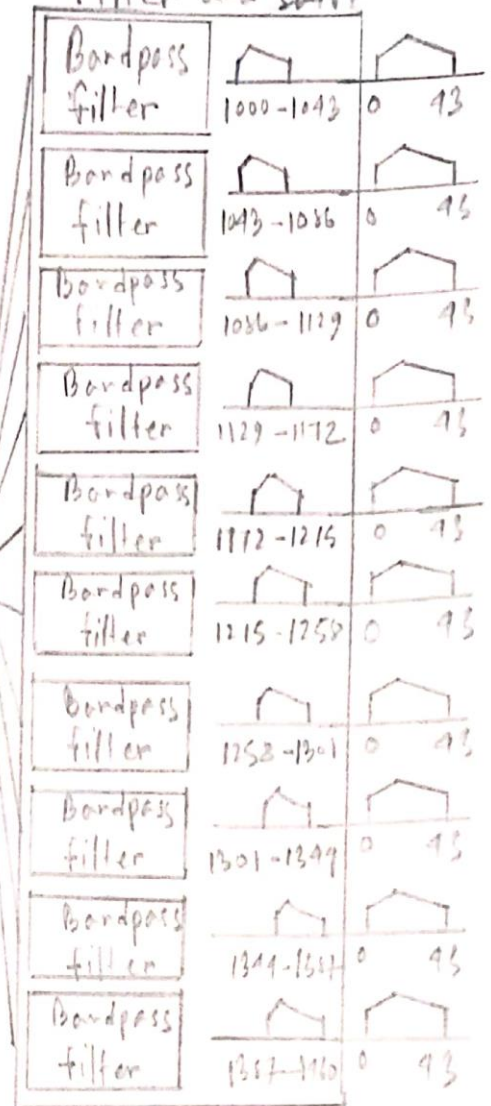 Filter
Bandpass
filter
1000-1043
0
43
Bandpass
filter
1043-1086
0
43
Bandpass
filter
1086-1129
0
43
Bandpass
filter
1129-1172
0
43
Bandpass
filter
1172-1215
0
43
Bandpass
filter
1215-1258
0
43
Bandpass
filter
1258-1301
0
43
Bandpass
filter
1301-1344
0
43
Bandpass
filter
1344-1387
0
43
Bandpass
filter
0
43